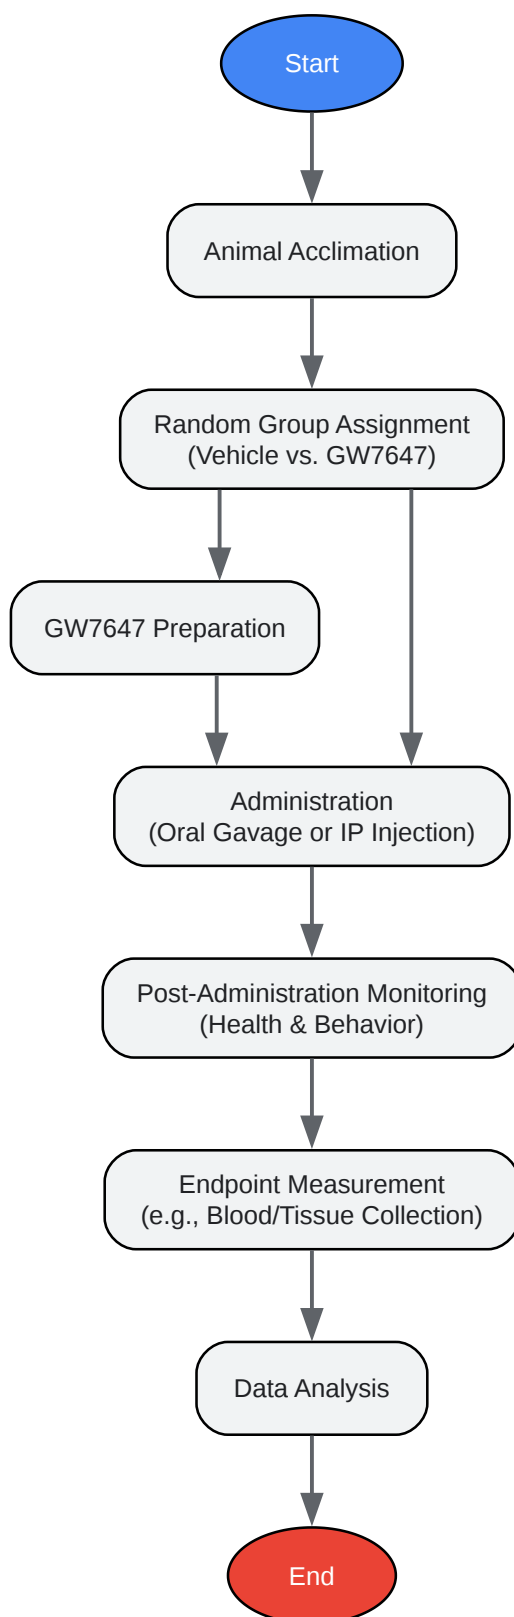 Start
Animal Acclimation
Random Group Assignment
(Vehicle vs. GW7647)
GW7647 Preparation
Administration
(Oral Gavage or IP Injection)
Post-Administration Monitoring
(Health & Behavior)
Endpoint Measurement
(e.g., Blood/Tissue Collection)
Data Analysis
End